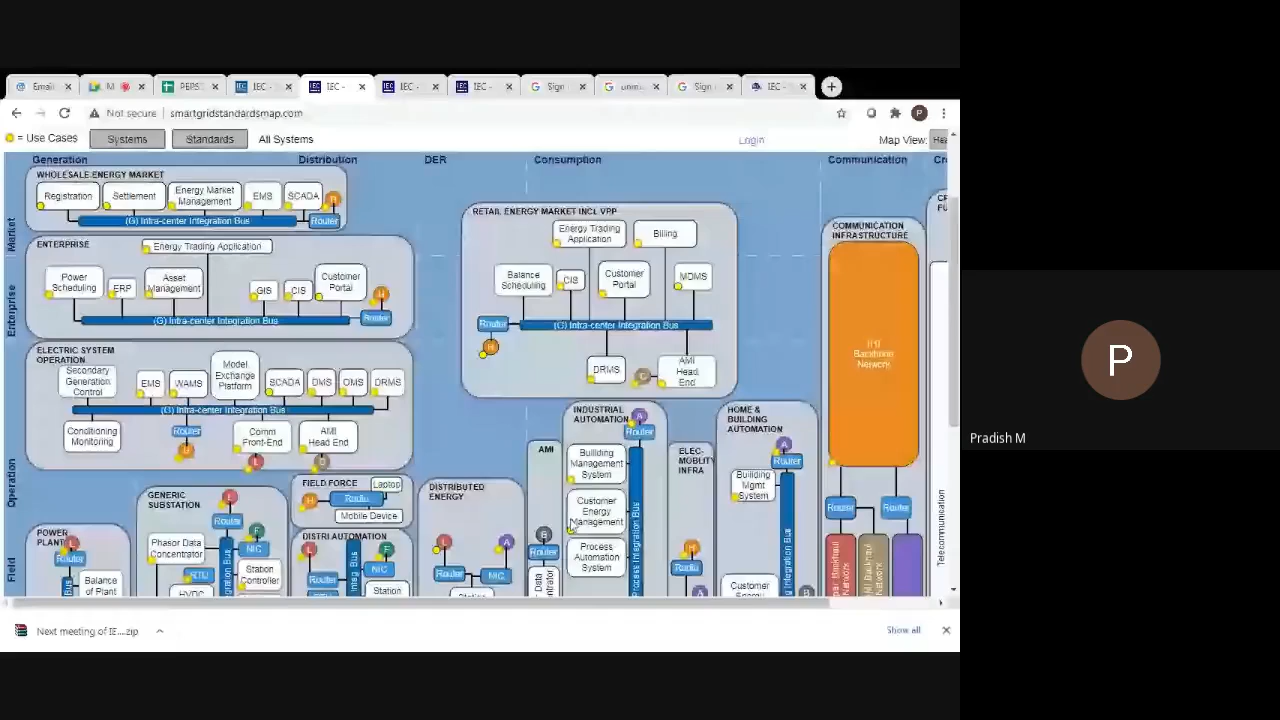 Email
M
PBPS
IEC -
IEC -
IEC -
IEC -
Sign
Sign
IEC -
Not secure
smartgridstandardsmap.com
P
= Use Cases
Systems
Standards
All Systems
Login
Map View:
Generation
Distribution
DER
Consumption
Communication
Market
Enterprise
Operation
Field
WHOLESALE ENERGY MARKET
Registration
Settlement
Energy Market
Management
EMS
SCADA
H
(G) Intra-center Integration Bus
Router
ENTERPRISE
Energy Trading Application
Power
Scheduling
ERP
Asset
Management
GIS
CIS
Customer
Portal
H
(G) Intra-center Integration Bus
Router
ELECTRIC SYSTEM
OPERATION
Secondary
Generation
Control
EMS
WAMS
Model
Exchange
Platform
SCADA
DMS
OMS
DRMS
(G) Intra-center Integration Bus
Conditioning
Monitoring
Router
H
Comm
Front-End
L
AMI
Head End
RETAIL ENERGY MARKET INCL VPP
Energy Trading
Application
Billing
Balance
Scheduling
CIS
Customer
Portal
MDMS
Router
(G) Intra-center Integration Bus
H
DRMS
C
AMI
Head
End
COMMUNICATION
INFRASTRUCTURE
(H)
Backbone
Network
Router
Router
Telecommunication
FIELD FORCE
Laptop
H
Radio
Mobile Device
GENERIC
SUBSTATION
L
Router
F
NIC
Phasor Data
Concentrator
RTU
Station
Controller
HVDC
POWER
PLANT
L
Router
Balance
of Plant
DISTRI AUTOMATION
L
Router
F
NIC
Station
DISTRIBUTED
ENERGY
L
A
Router
NIC
AMI
B
Router
INDUSTRIAL
AUTOMATION
A
Router
Building
Management
System
Customer
Energy
Management
Process
Automation
System
Process Integration Bus
ELEC-
MOBLITY
INFRA
H
Radio
A
HOME &
BUILDING
AUTOMATION
A
Router
Building
Mgmt
System
Customer
Energy
B
Next meeting of IE....zip
Show all
P
Pradish M